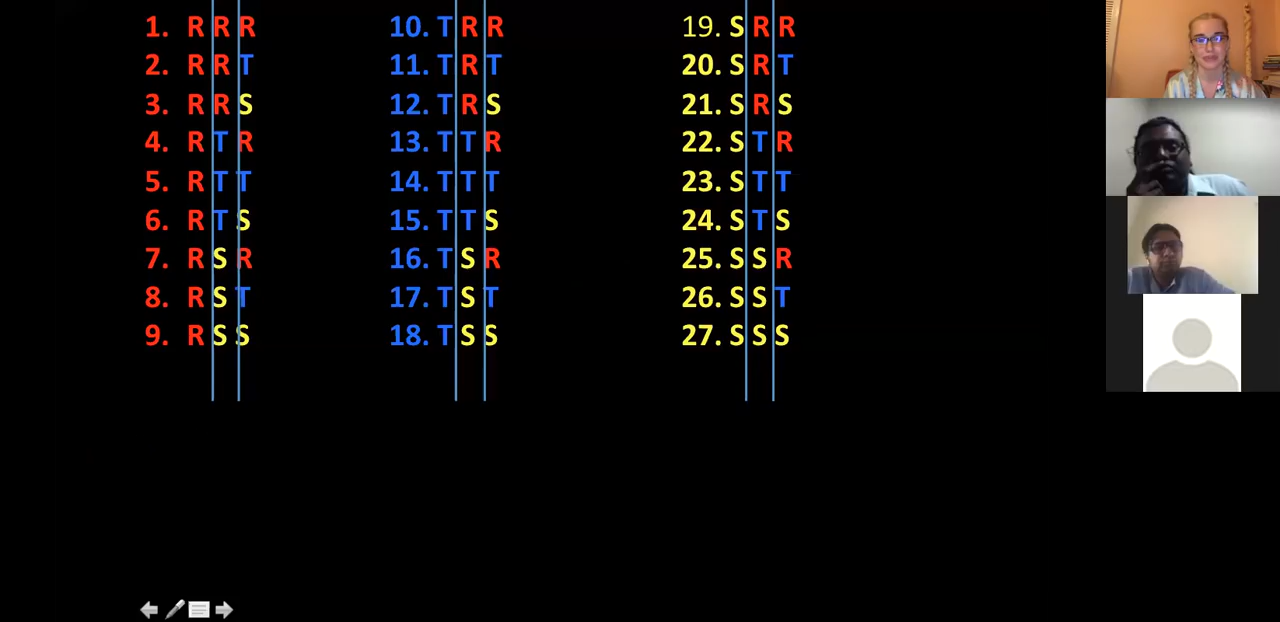 1. R R R
2. R R T
3. R R S
4. R T R
5. R T T
6. R T S
7. R S R
8. R S T
9. R S S
10. T R R
11. T R T
12. T R S
13. T T R
14. T T T
15. T T S
16. T S R
17. T S T
18. T S S
19. S R R
20. S R T
21. S R S
22. S T R
23. S T T
24. S T S
25. S S R
26. S S T
27. S S S